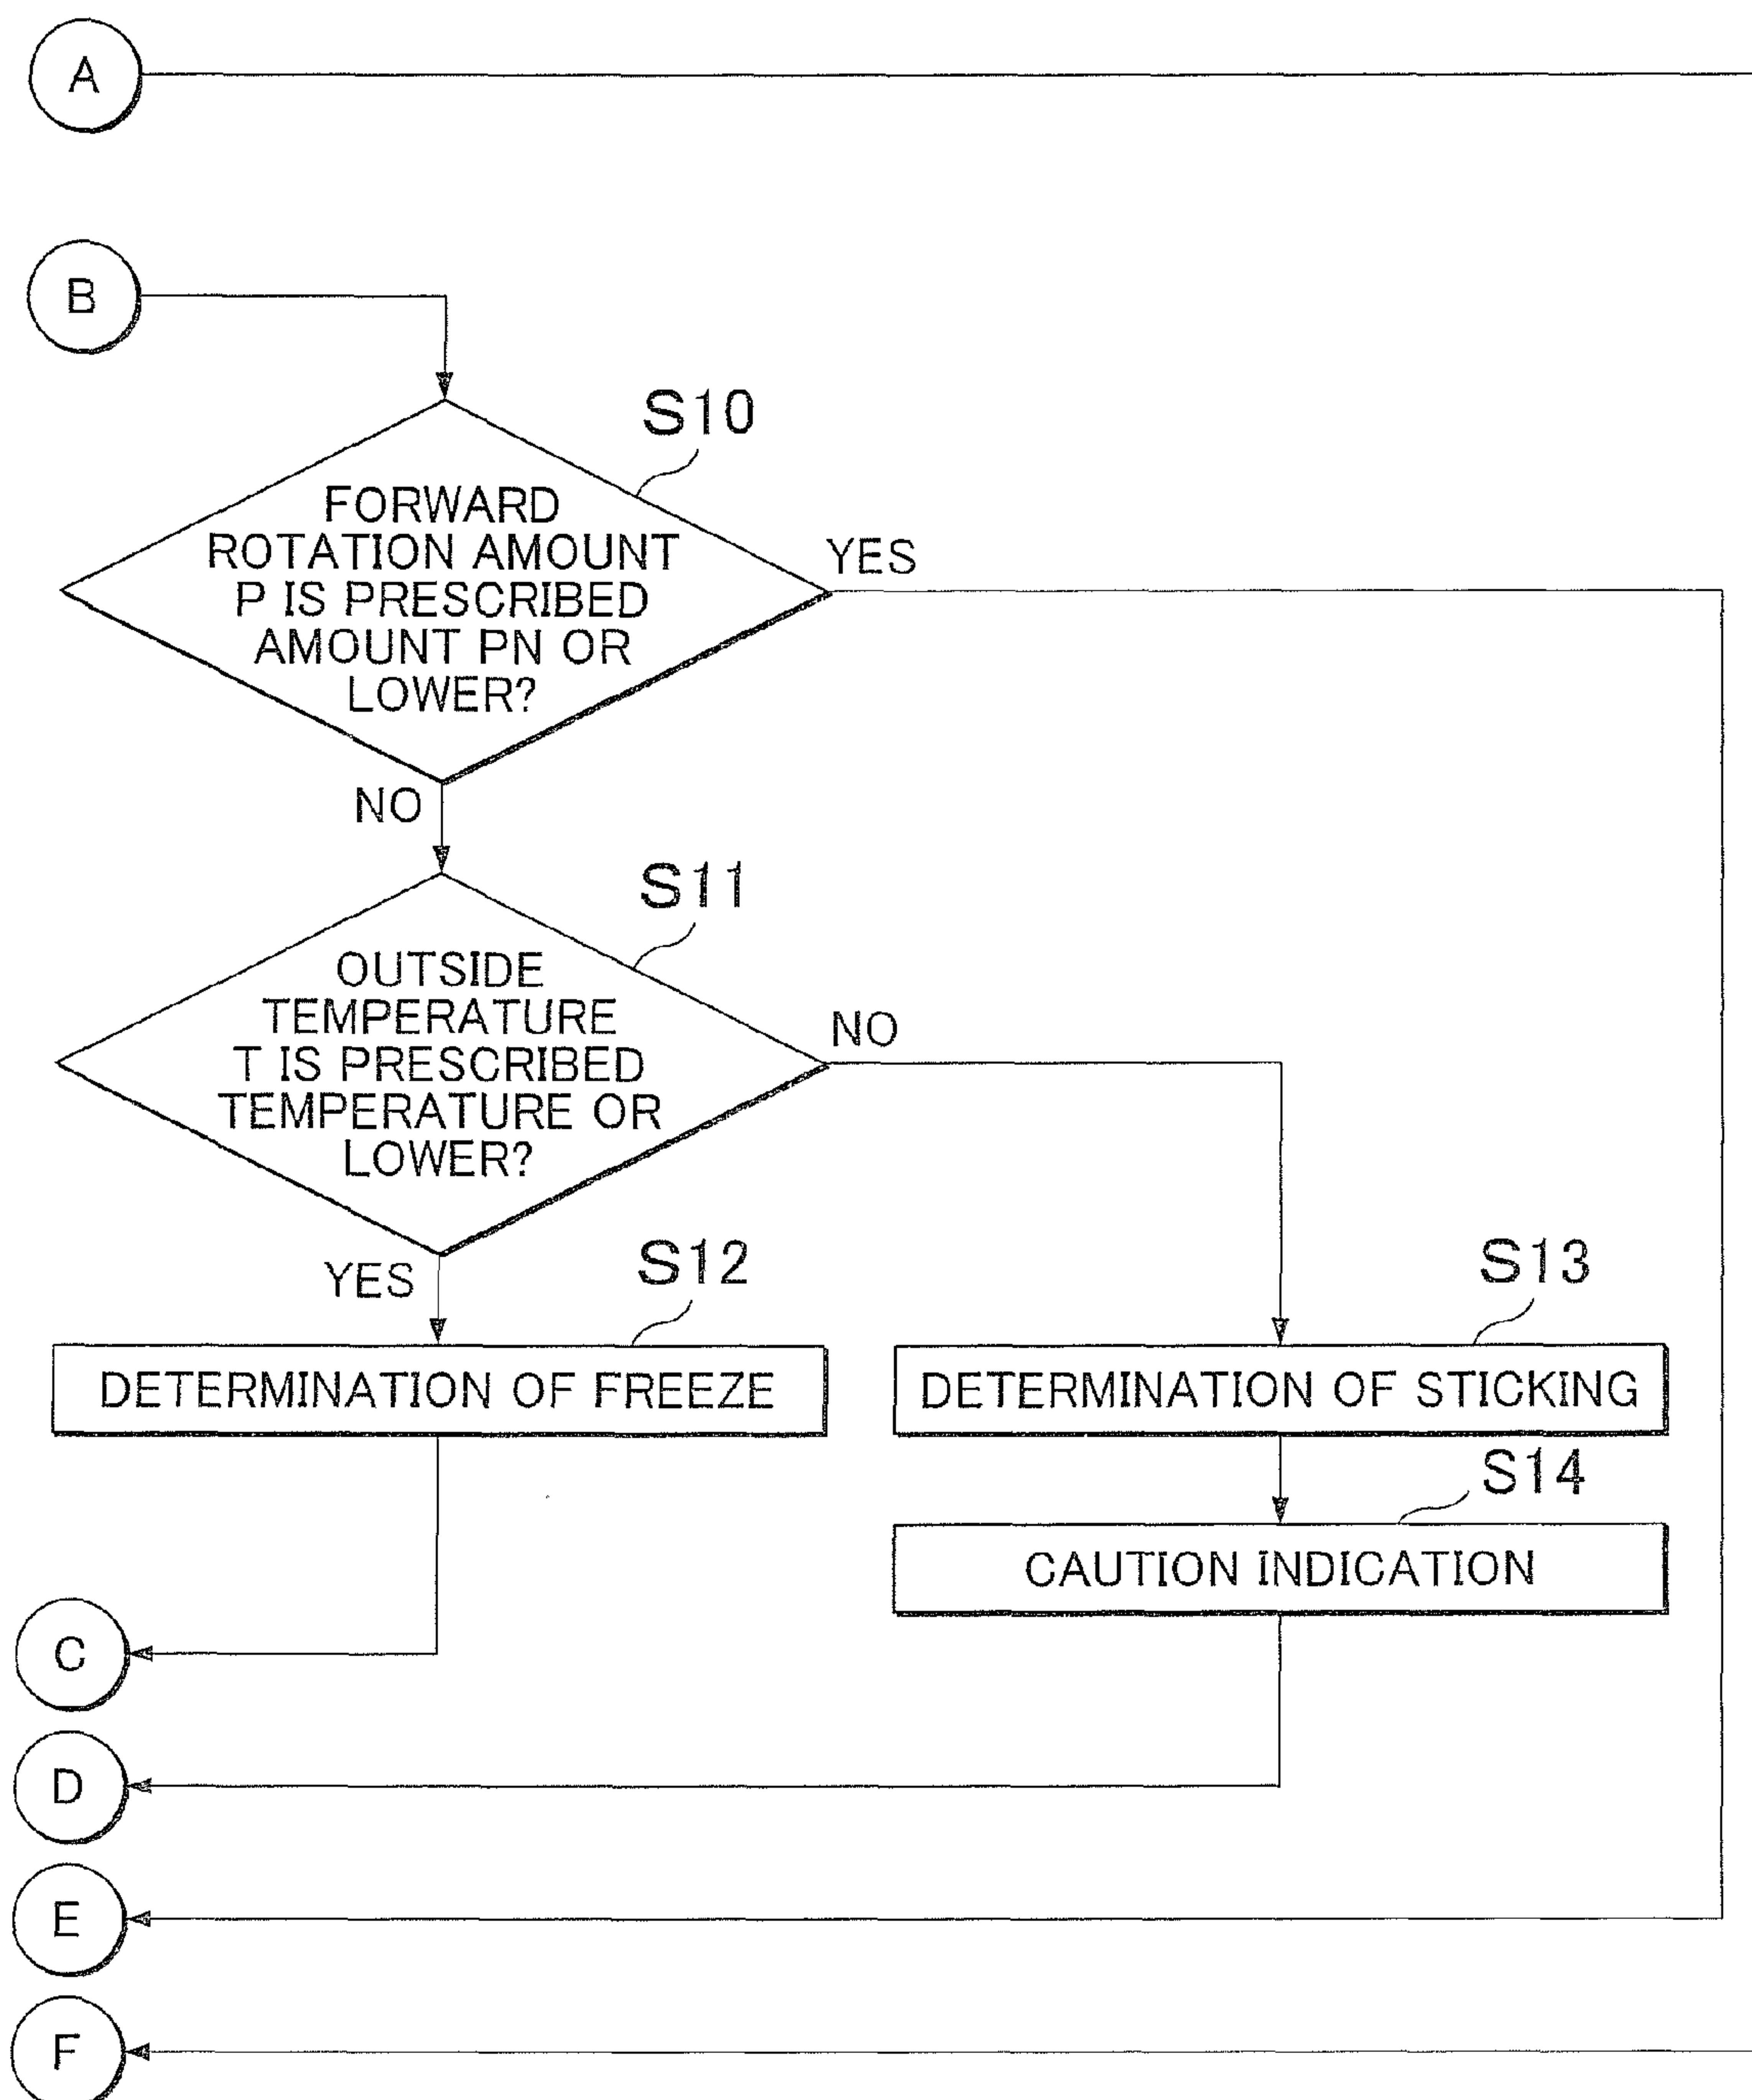 A
B
S10
FORWARD
ROTATION AMOUNT
P IS PRESCRIBED
AMOUNT PN OR
LOWER?
YES
NO
S11
OUTSIDE
TEMPERATURE
T IS PRESCRIBED
TEMPERATURE OR
LOWER?
NO
YES
S12
S13
DETERMINATION OF FREEZE
DETERMINATION OF STICKING
S14
CAUTION INDICATION
C
D
E
F